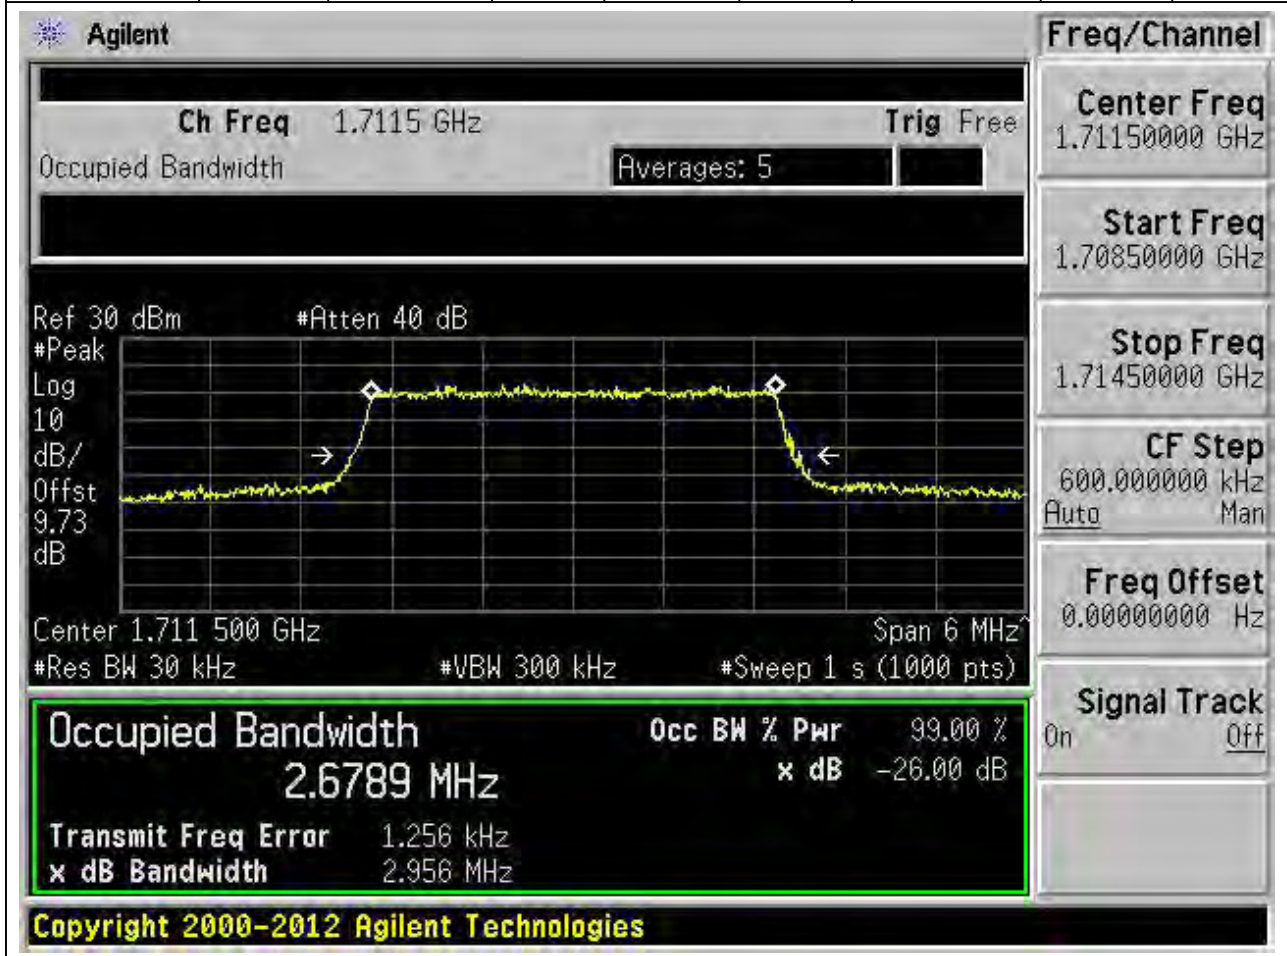 Agilent
Freq/Channel
Ch Freq 1.7115 GHz Trig Free
Occupied Bandwidth Averages: 5
Center Freq
1.71150000 GHz
Start Freq
1.70850000 GHz
Stop Freq
1.71450000 GHz
CF Step
600.000000 kHz
Auto Man
Freq Offset
0.00000000 Hz
Signal Track
On Off
Ref 30 dBm #Atten 40 dB
#Peak
Log
10
dB/
Offst
9.73
dB
Center 1.711 500 GHz Span 6 MHz^
#Res BW 30 kHz #VBW 300 kHz #Sweep 1 s (1000 pts)
Occupied Bandwidth Occ BW % Pwr 99.00 %
2.6789 MHz x dB -26.00 dB
Transmit Freq Error 1.256 kHz
x dB Bandwidth 2.956 MHz
Copyright 2000-2012 Agilent Technologies